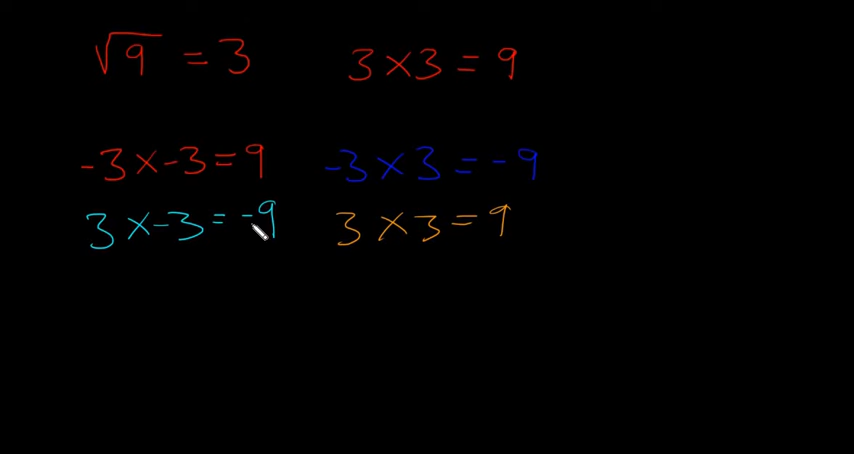 √9 = 3 3 × 3 = 9
-3 × -3 = 9 -3 × 3 = -9
3 × -3 = -9 3 × 3 = 9